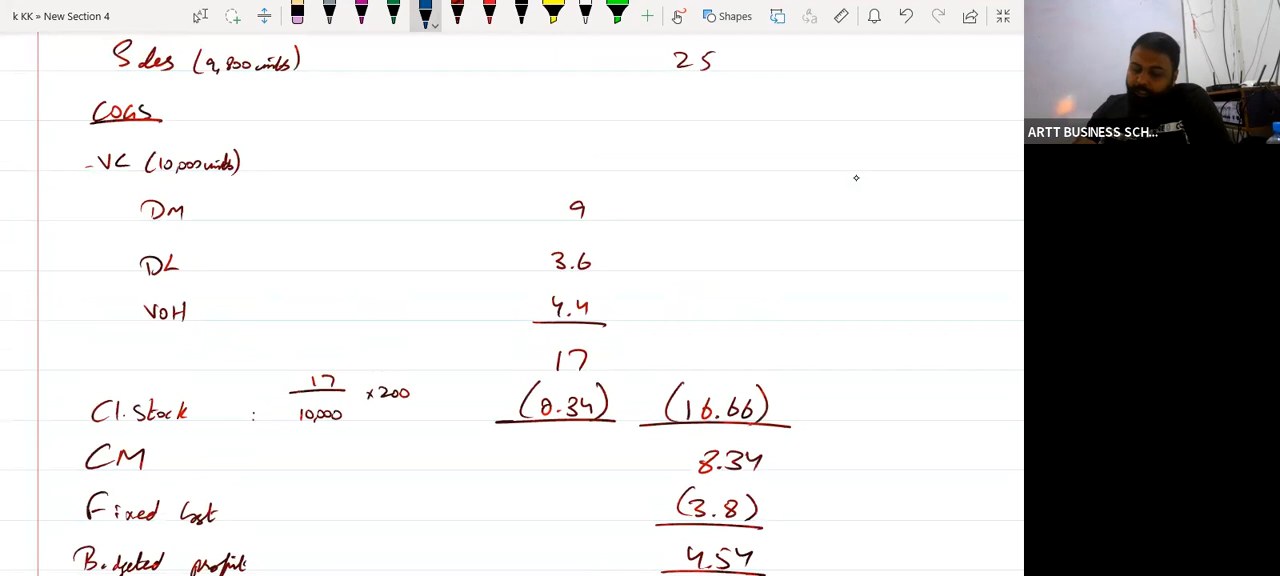 k KK » New Section 4
Shapes
Sales (9,800 units) 25
COGS
- VC (10,000 units)
DM 9
DL 3.6
VOH 4.4
17
Cl. Stock : 17/10,000 × 200 (0.34) (16.66)
CM 8.34
Fixed Cost (3.8)
Budgeted profit 4.54
ARTT BUSINESS SCH...